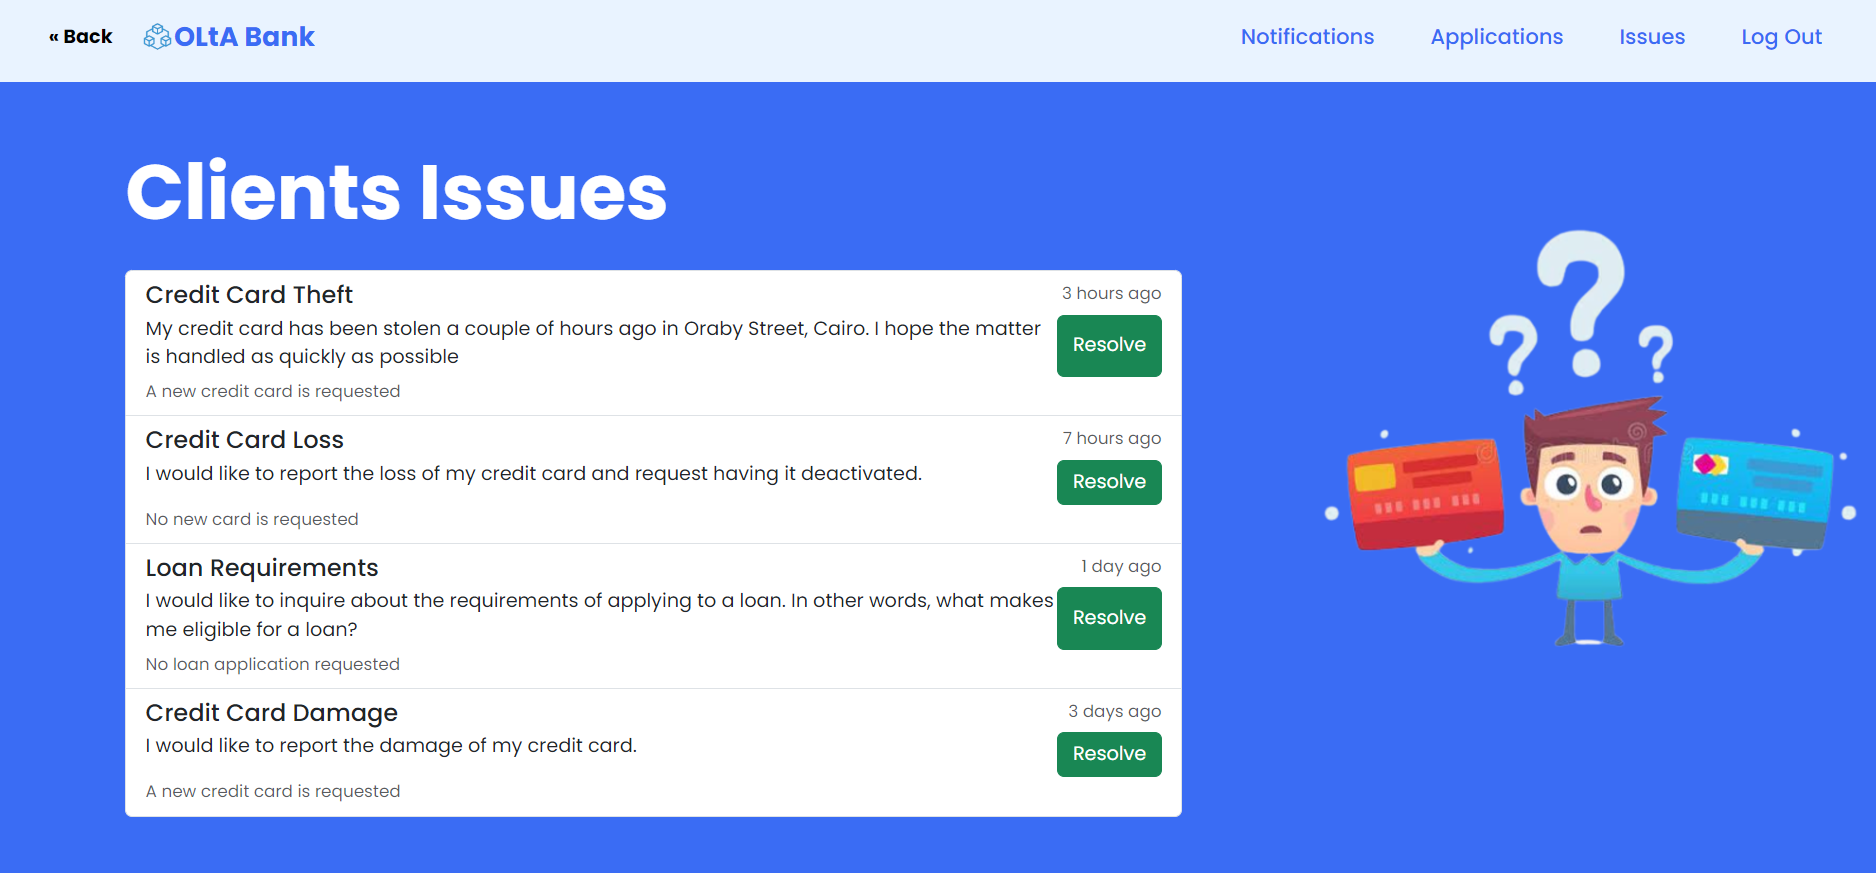 « Back
OLtA Bank
Notifications
Applications
Issues
Log Out
Clients Issues
Credit Card Theft
3 hours ago
My credit card has been stolen a couple of hours ago in Oraby Street, Cairo. I hope the matter
is handled as quickly as possible
Resolve
A new credit card is requested
Credit Card Loss
7 hours ago
I would like to report the loss of my credit card and request having it deactivated.
Resolve
No new card is requested
Loan Requirements
1 day ago
I would like to inquire about the requirements of applying to a loan. In other words, what makes
me eligible for a loan?
Resolve
No loan application requested
Credit Card Damage
3 days ago
I would like to report the damage of my credit card.
Resolve
A new credit card is requested
? ? ?